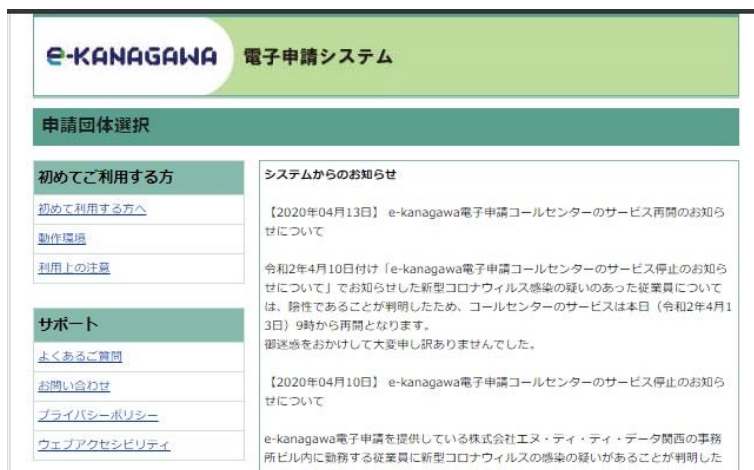 e-KANAGAWA 電子申請システム
申請団体選択
初めてご利用する方
初めて利用する方へ
動作環境
利用上の注意
サポート
よくあるご質問
お問い合わせ
プライバシーポリシー
ウェブアクセシビリティ
システムからのお知らせ
【2020年04月13日】 e-kanagawa電子申請コールセンターのサービス再開のお知ら
せについて
令和2年4月10日付け「e-kanagawa電子申請コールセンターのサービス停止のお知ら
せについて」でお知らせした新型コロナウィルス感染の疑いのあった従業員について
は、陰性であることが判明したため、コールセンターのサービスは本日（令和2年4月1
3日）9時から再開となります。
御迷惑をおかけして大変申し訳ありませんでした。
【2020年04月10日】 e-kanagawa電子申請コールセンターのサービス停止のお知ら
せについて
e-kanagawa電子申請を提供している株式会社エヌ・ティ・ティ・データ関西の事務
所ビル内に勤務する従業員に新型コロナウィルスの感染の疑いがあることが判明した